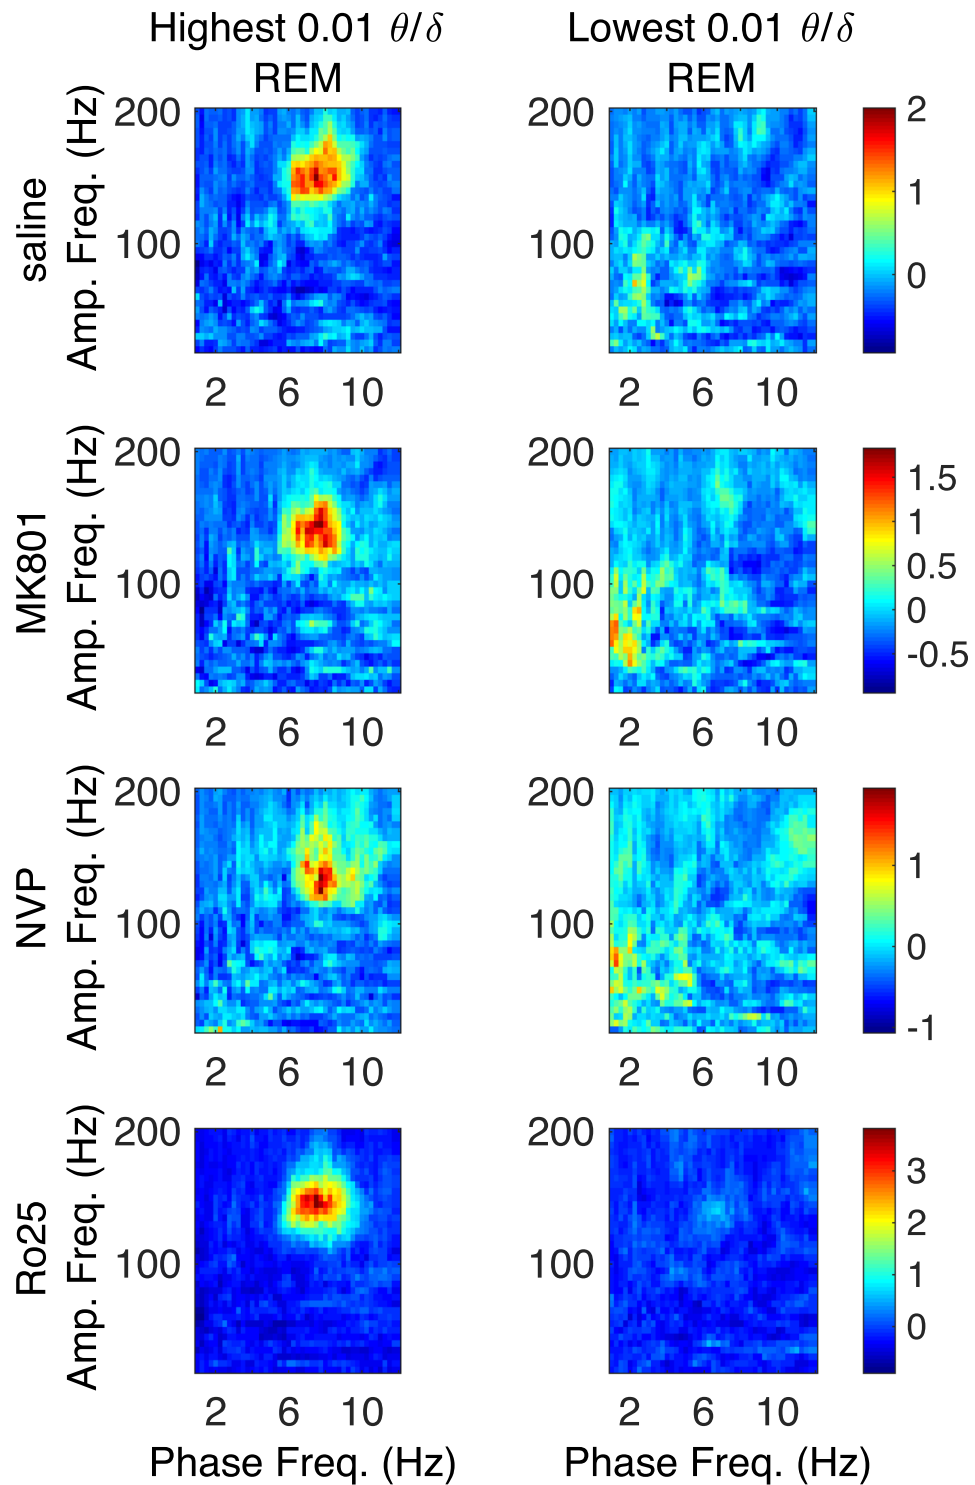 Highest 0.01 θ/δ
REM
Lowest 0.01 θ/δ
REM
saline
Amp. Freq. (Hz)
200
100
2 6 10
200
100
2 6 10
2
1
0
MK801
Amp. Freq. (Hz)
200
100
2 6 10
200
100
2 6 10
1.5
1
0.5
0
-0.5
NVP
Amp. Freq. (Hz)
200
100
2 6 10
200
100
2 6 10
1
0
-1
Ro25
Amp. Freq. (Hz)
200
100
2 6 10
Phase Freq. (Hz)
200
100
2 6 10
Phase Freq. (Hz)
3
2
1
0